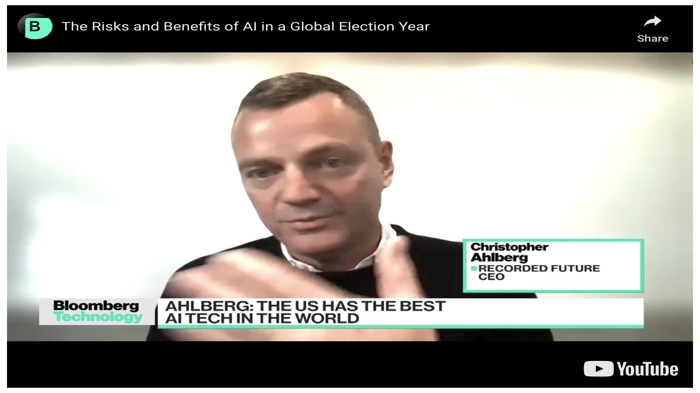 B
The Risks and Benefits of AI in a Global Election Year
Share
Christopher
Ahlberg
RECORDED FUTURE
CEO
Bloomberg
Technology
AHLBERG: THE US HAS THE BEST
AI TECH IN THE WORLD
YouTube